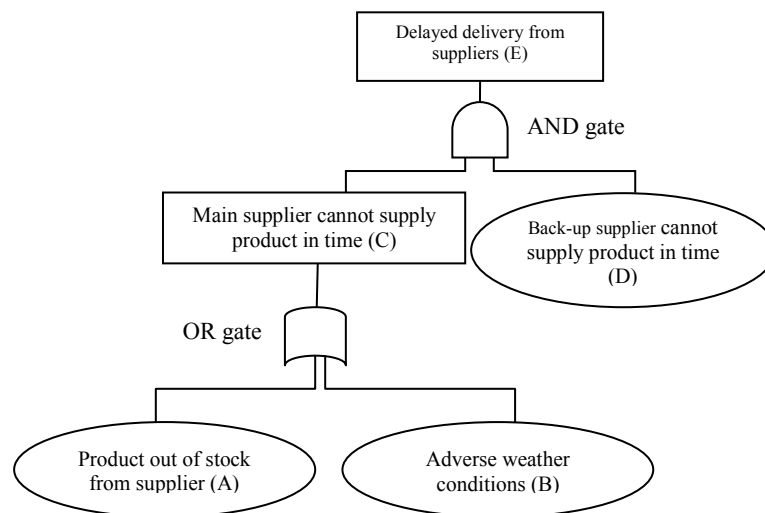 Delayed delivery from
suppliers (E)
AND gate
Main supplier cannot supply
product in time (C)
Back-up supplier cannot
supply product in time
(D)
OR gate
Product out of stock
from supplier (A)
Adverse weather
conditions (B)